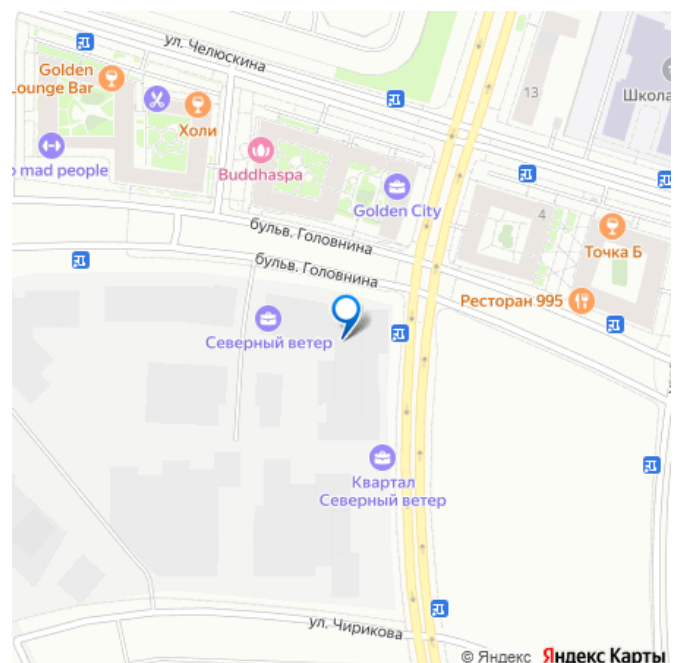 ул. Челюскина
Golden
Lounge Bar
Холи
13
Школа
o mad people
Buddhaspa
Golden City
4
Точка Б
бульв. Головнина
бульв. Головнина
Ресторан 995
Северный ветер
Квартал
Северный ветер
ул. Чирикова
© Яндекс Яндекс Карты